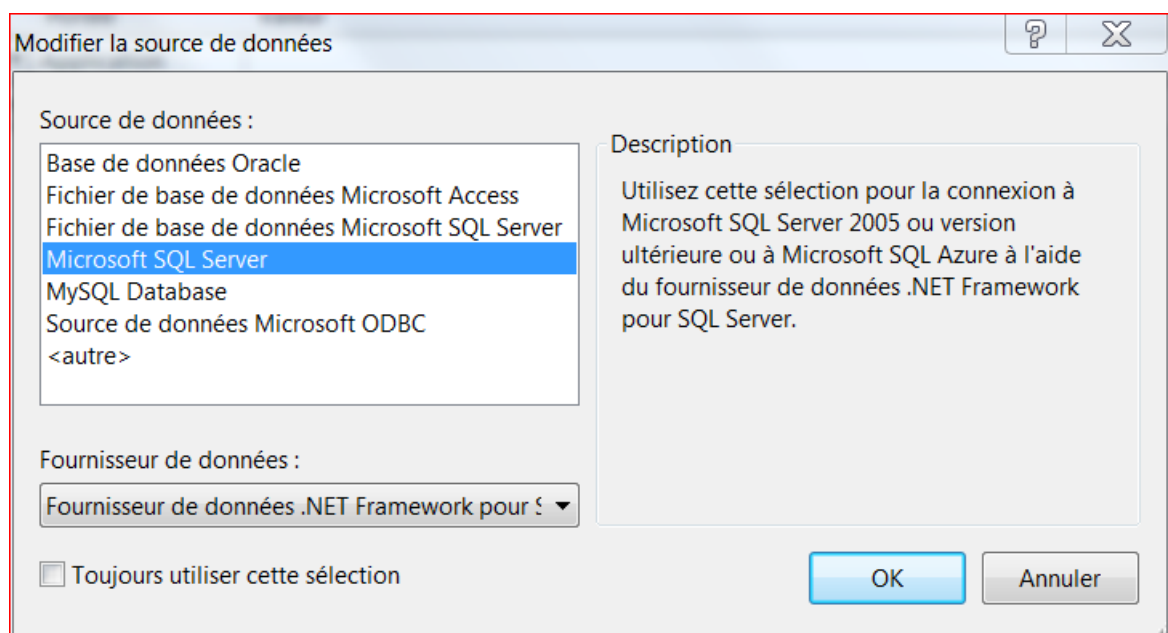 Modifier la source de données
Source de données :
Base de données Oracle
Fichier de base de données Microsoft Access
Fichier de base de données Microsoft SQL Server
Microsoft SQL Server
MySQL Database
Source de données Microsoft ODBC
<autre>
Fournisseur de données :
Fournisseur de données .NET Framework pour S
Toujours utiliser cette sélection
Description
Utilisez cette sélection pour la connexion à
Microsoft SQL Server 2005 ou version
ultérieure ou à Microsoft SQL Azure à l'aide
du fournisseur de données .NET Framework
pour SQL Server.
OK
Annuler